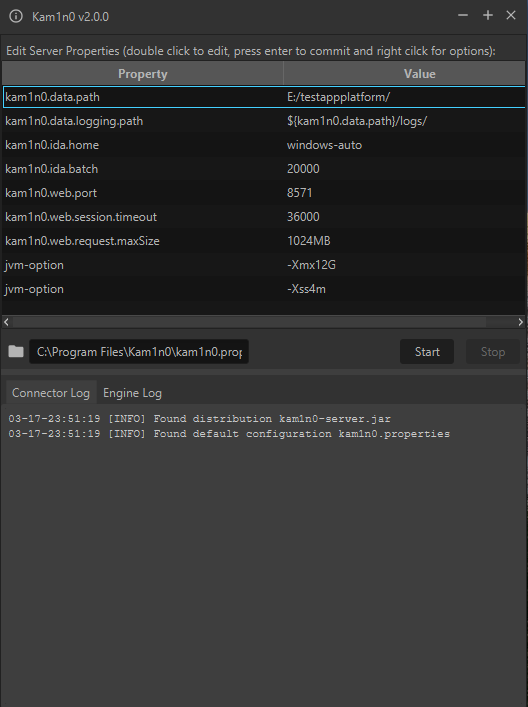 Kam1n0 v2.0.0
Edit Server Properties (double click to edit, press enter to commit and right cilck for options):
Property Value
kam1n0.data.path E:/testappplatform/
kam1n0.data.logging.path ${kam1n0.data.path}/logs/
kam1n0.ida.home windows-auto
kam1n0.ida.batch 20000
kam1n0.web.port 8571
kam1n0.web.session.timeout 36000
kam1n0.web.request.maxSize 1024MB
jvm-option -Xmx12G
jvm-option -Xss4m
C:\Program Files\Kam1n0\kam1n0.prop Start Stop
Connector Log Engine Log
03-17-23:51:19 [INFO] Found distribution kam1n0-server.jar
03-17-23:51:19 [INFO] Found default configuration kam1n0.properties